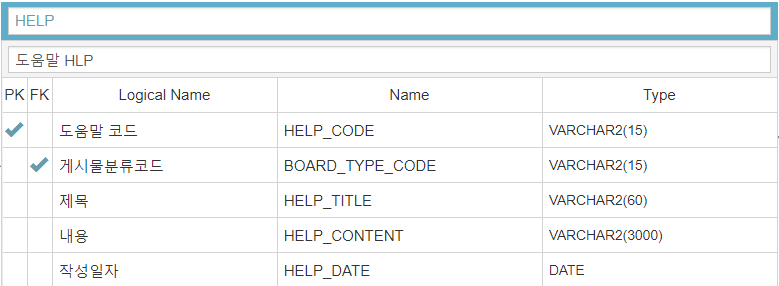 HELP
도움말 HLP
PK FK Logical Name Name Type
도움말 코드 HELP_CODE VARCHAR2(15)
게시물분류코드 BOARD_TYPE_CODE VARCHAR2(15)
제목 HELP_TITLE VARCHAR2(60)
내용 HELP_CONTENT VARCHAR2(3000)
작성일자 HELP_DATE DATE